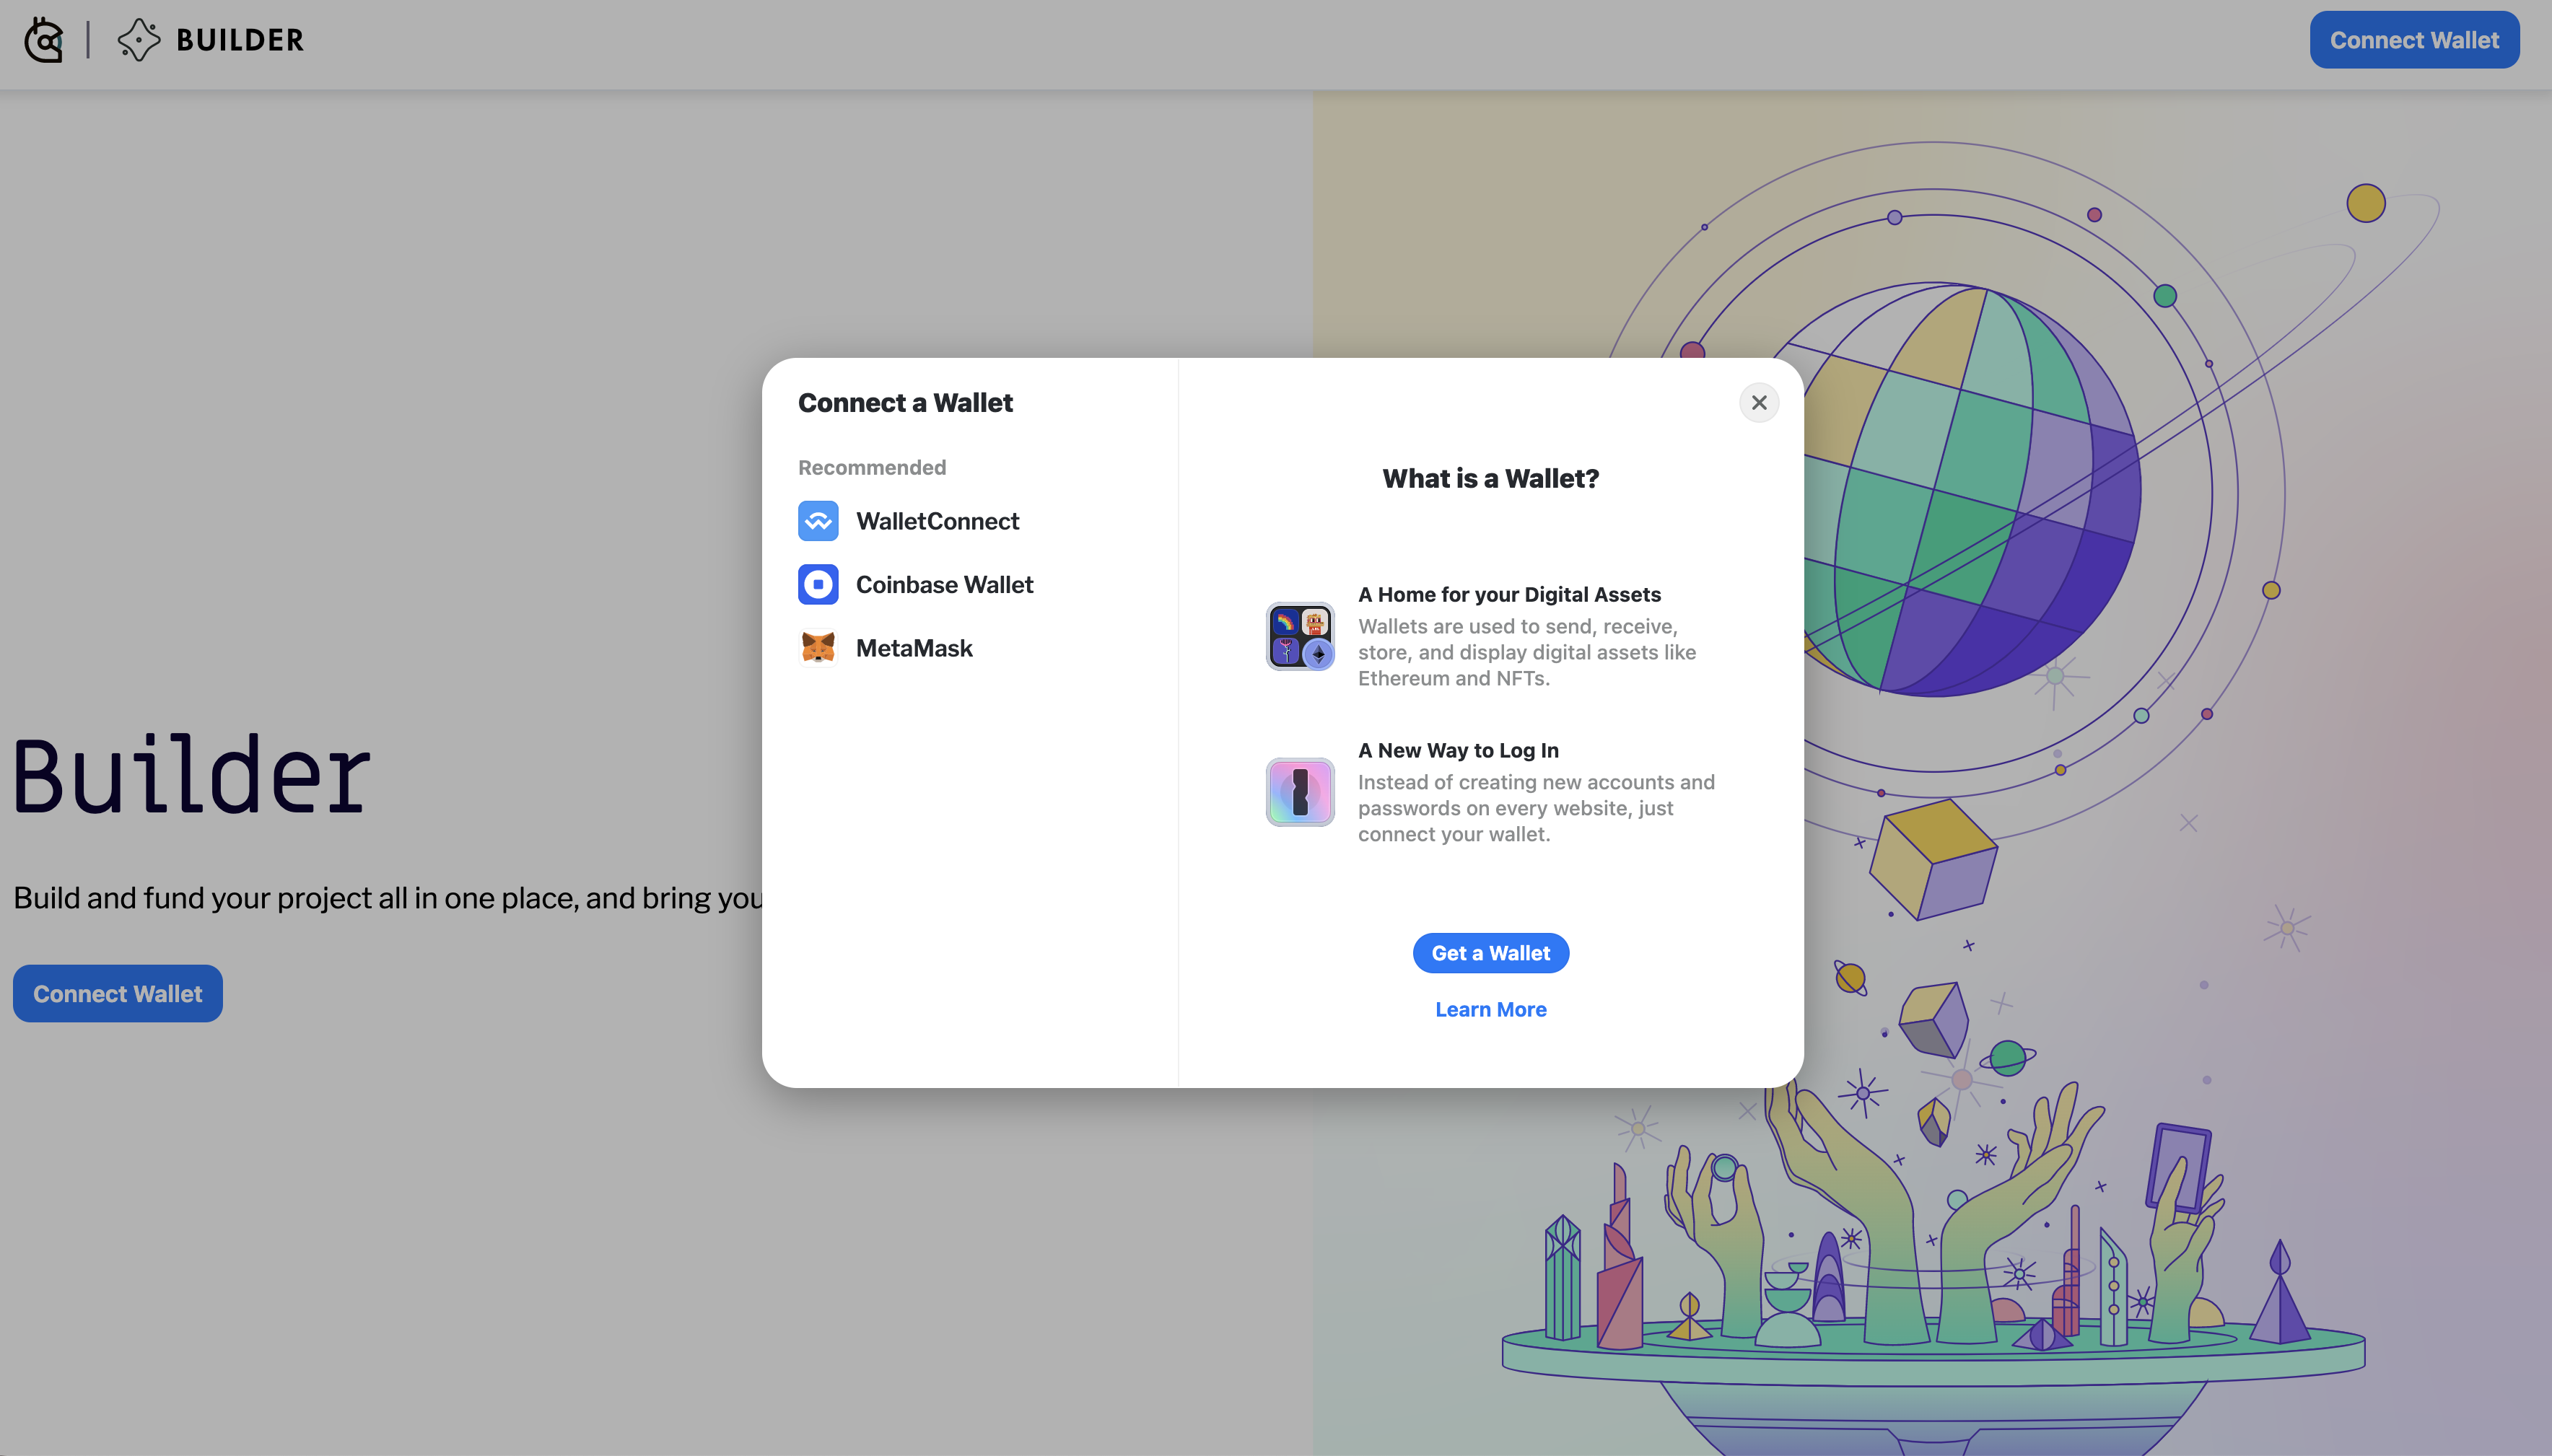 BUILDER
Connect Wallet
Builder
Build and fund your project all in one place, and bring you
Connect Wallet
Connect a Wallet
Recommended
WalletConnect
Coinbase Wallet
MetaMask
What is a Wallet?
A Home for your Digital Assets
Wallets are used to send, receive,
store, and display digital assets like
Ethereum and NFTs.
A New Way to Log In
Instead of creating new accounts and
passwords on every website, just
connect your wallet.
Get a Wallet
Learn More